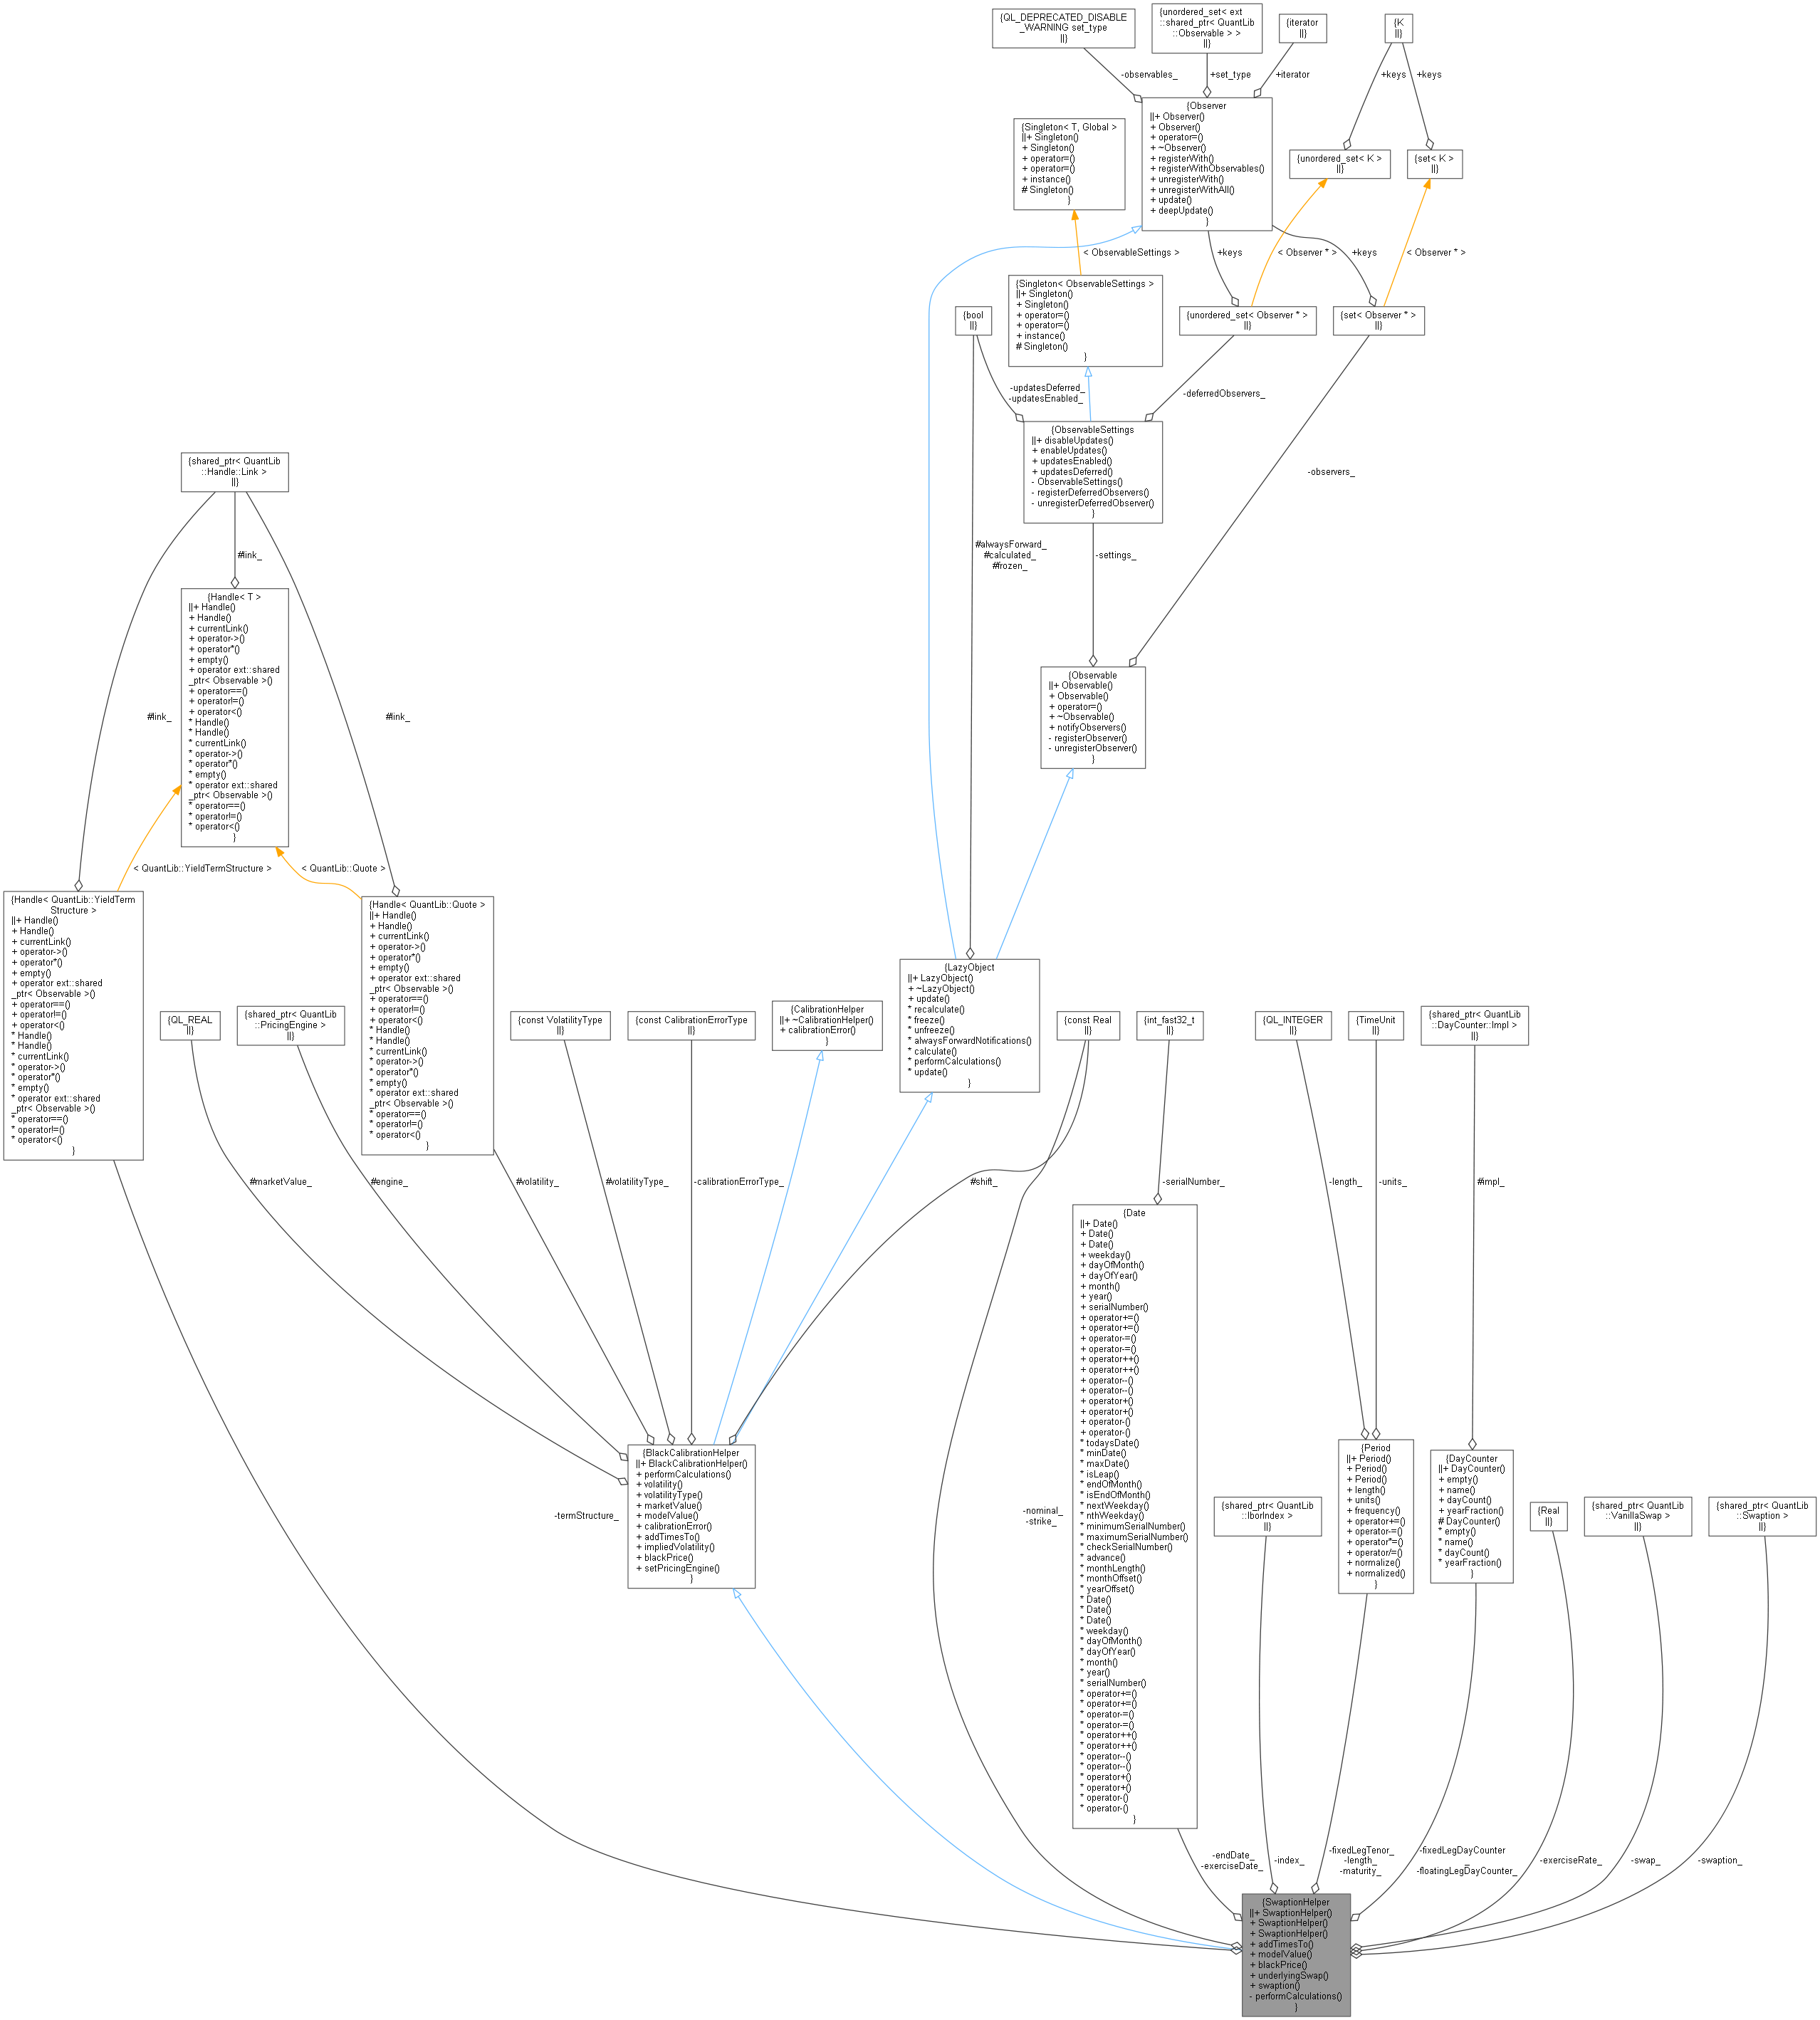 {QL_DEPRECATED_DISABLE
_WARNING set_type
||}
{unordered_set< ext
::shared_ptr< QuantLib
::Observable > >
||}
{iterator
||}
{K
||}
-observables_
+set_type
+iterator
+keys
+keys
{Observer
||+ Observer()
+ Observer()
+ operator=()
+ ~Observer()
+ registerWith()
+ registerWithObservables()
+ unregisterWith()
+ unregisterWithAll()
+ update()
+ deepUpdate()
}
{Singleton< T, Global >
||+ Singleton()
+ Singleton()
+ operator=()
+ operator=()
+ instance()
# Singleton()
}
{unordered_set< K >
||}
{set< K >
||}
< ObservableSettings >
+keys
< Observer * >
+keys
< Observer * >
{Singleton< ObservableSettings >
||+ Singleton()
+ Singleton()
+ operator=()
+ operator=()
+ instance()
# Singleton()
}
{bool
||}
{unordered_set< Observer * >
||}
{set< Observer * >
||}
-updatesDeferred_
-updatesEnabled_
-deferredObservers_
{ObservableSettings
||+ disableUpdates()
+ enableUpdates()
+ updatesEnabled()
+ updatesDeferred()
- ObservableSettings()
- registerDeferredObservers()
- unregisterDeferredObserver()
}
-observers_
{shared_ptr< QuantLib
::Handle::Link >
||}
#link_
#alwaysForward_
#calculated_
#frozen_
-settings_
{Handle< T >
||+ Handle()
+ Handle()
+ currentLink()
+ operator->()
+ operator*()
+ empty()
+ operator ext::shared
_ptr< Observable >()
+ operator==()
+ operator!=()
+ operator<()
* Handle()
* Handle()
* currentLink()
* operator->()
* operator*()
* empty()
* operator ext::shared
_ptr< Observable >()
* operator==()
* operator!=()
* operator<()
}
{Observable
||+ Observable()
+ Observable()
+ operator=()
+ ~Observable()
+ notifyObservers()
- registerObserver()
- unregisterObserver()
}
#link_
#link_
< QuantLib::YieldTermStructure >
< QuantLib::Quote >
{Handle< QuantLib::YieldTerm
Structure >
||+ Handle()
+ Handle()
+ currentLink()
+ operator->()
+ operator*()
+ empty()
+ operator ext::shared
_ptr< Observable >()
+ operator==()
+ operator!=()
+ operator<()
* Handle()
* Handle()
* currentLink()
* operator->()
* operator*()
* empty()
* operator ext::shared
_ptr< Observable >()
* operator==()
* operator!=()
* operator<()
}
{Handle< QuantLib::Quote >
||+ Handle()
+ Handle()
+ currentLink()
+ operator->()
+ operator*()
+ empty()
+ operator ext::shared
_ptr< Observable >()
+ operator==()
+ operator!=()
+ operator<()
* Handle()
* Handle()
* currentLink()
* operator->()
* operator*()
* empty()
* operator ext::shared
_ptr< Observable >()
* operator==()
* operator!=()
* operator<()
}
{LazyObject
||+ LazyObject()
+ ~LazyObject()
+ update()
* recalculate()
* freeze()
* unfreeze()
* alwaysForwardNotifications()
* calculate()
* performCalculations()
* update()
}
{QL_REAL
||}
{shared_ptr< QuantLib
::PricingEngine >
||}
{const VolatilityType
||}
{const CalibrationErrorType
||}
{CalibrationHelper
||+ ~CalibrationHelper()
+ calibrationError()
}
{const Real
||}
{int_fast32_t
||}
{QL_INTEGER
||}
{TimeUnit
||}
{shared_ptr< QuantLib
::DayCounter::Impl >
||}
#marketValue_
#engine_
#volatility_
#volatilityType_
-calibrationErrorType_
#shift_
-serialNumber_
-length_
-units_
#impl_
{Date
||+ Date()
+ Date()
+ Date()
+ weekday()
+ dayOfMonth()
+ dayOfYear()
+ month()
+ year()
+ serialNumber()
+ operator+=()
+ operator+=()
+ operator-=()
+ operator-=()
+ operator++()
+ operator++()
+ operator--()
+ operator--()
+ operator+()
+ operator+()
+ operator-()
+ operator-()
* todaysDate()
* minDate()
* maxDate()
* isLeap()
* endOfMonth()
* isEndOfMonth()
* nextWeekday()
* nthWeekday()
* minimumSerialNumber()
* maximumSerialNumber()
* checkSerialNumber()
* advance()
* monthLength()
* monthOffset()
* yearOffset()
* Date()
* Date()
* Date()
* weekday()
* dayOfMonth()
* dayOfYear()
* month()
* year()
* serialNumber()
* operator+=()
* operator+=()
* operator-=()
* operator-=()
* operator++()
* operator++()
* operator--()
* operator--()
* operator+()
* operator+()
* operator-()
* operator-()
}
{BlackCalibrationHelper
||+ BlackCalibrationHelper()
+ performCalculations()
+ volatility()
+ volatilityType()
+ marketValue()
+ modelValue()
+ calibrationError()
+ addTimesTo()
+ impliedVolatility()
+ blackPrice()
+ setPricingEngine()
}
{Period
||+ Period()
+ Period()
+ Period()
+ length()
+ units()
+ frequency()
+ operator+=()
+ operator-=()
+ operator*=()
+ operator/=()
+ normalize()
+ normalized()
}
{DayCounter
||+ DayCounter()
+ empty()
+ name()
+ dayCount()
+ yearFraction()
# DayCounter()
* empty()
* name()
* dayCount()
* yearFraction()
}
{shared_ptr< QuantLib
::IborIndex >
||}
{Real
||}
{shared_ptr< QuantLib
::VanillaSwap >
||}
{shared_ptr< QuantLib
::Swaption >
||}
-termStructure_
-nominal_
-strike_
-endDate_
-exerciseDate_
-index_
-fixedLegTenor_
-length_
-maturity_
-fixedLegDayCounter
_
-floatingLegDayCounter_
-exerciseRate_
-swap_
-swaption_
{SwaptionHelper
||+ SwaptionHelper()
+ SwaptionHelper()
+ SwaptionHelper()
+ addTimesTo()
+ modelValue()
+ blackPrice()
+ underlyingSwap()
+ swaption()
- performCalculations()
}